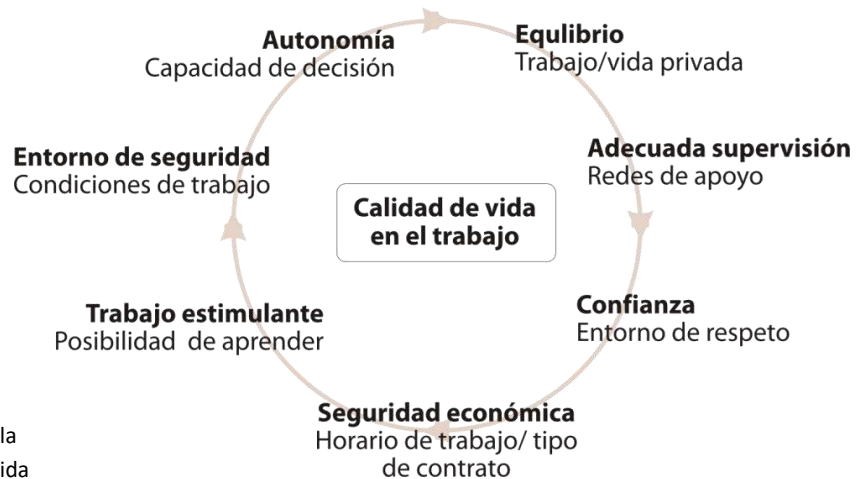 Autonomía
Capacidad de decisión
Equlibrio
Trabajo/vida privada
Entorno de seguridad
Condiciones de trabajo
Adecuada supervisión
Redes de apoyo
Calidad de vida
en el trabajo
Trabajo estimulante
Posibilidad de aprender
Confianza
Entorno de respeto
Seguridad económica
Horario de trabajo/ tipo
de contrato
la
ida